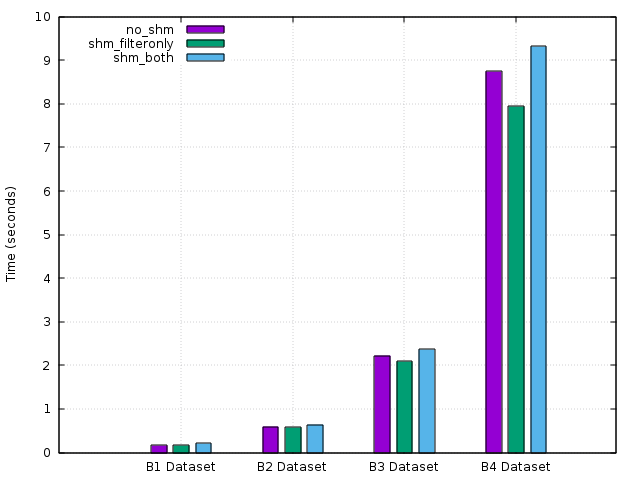 10
9
8
7
6
5
4
3
2
1
0
Time (seconds)
no_shm
shm_filteronly
shm_both
B1 Dataset
B2 Dataset
B3 Dataset
B4 Dataset